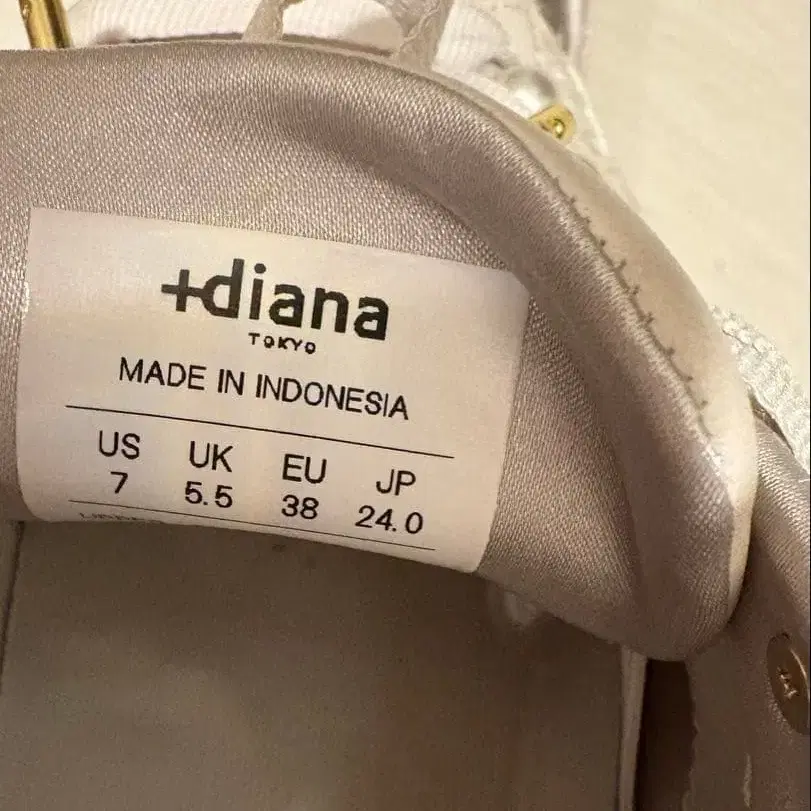 +diana
TOKYO
MADE IN INDONESIA
US UK EU JP
7 5.5 38 24.0